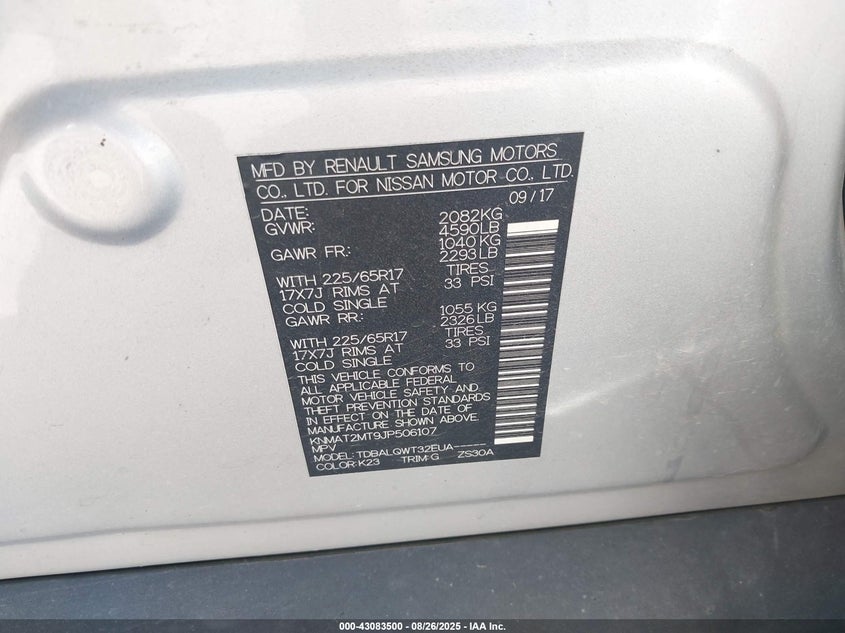 MFD BY RENAULT SAMSUNG MOTORS
CO., LTD. FOR NISSAN MOTOR CO., LTD.
09/17
DATE:
GVWR: 2082KG
4590LB
GAWR FR: 1040 KG
2293LB
WITH 225/65R17 TIRES
17X7J RIMS AT 33 PSI
COLD SINGLE
GAWR RR: 1055 KG
2326LB
WITH 225/65R17 TIRES
17X7J RIMS AT 33 PSI
COLD SINGLE
THIS VEHICLE CONFORMS TO
ALL APPLICABLE FEDERAL
MOTOR VEHICLE SAFETY AND
THEFT PREVENTION STANDARDS
IN EFFECT ON THE DATE OF
MANUFACTURE SHOWN ABOVE
KNMAT2MT9JP506107
MPV
MODEL: TDBALQWT32EUA-----
COLOR:K23 TRIM:G ZS30A
000-43083500 - 08/26/2025 - IAA Inc.